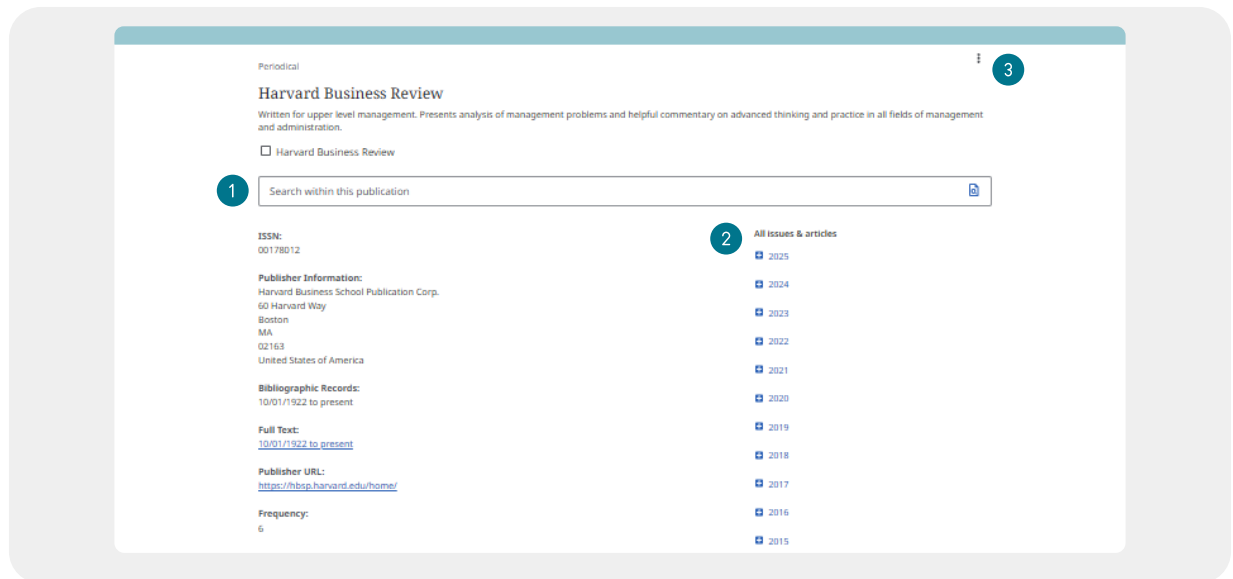 Periodical
3
Harvard Business Review
Written for upper level management. Presents analysis of management problems and helpful commentary on advanced thinking and practice in all fields of management
and administration.
Harvard Business Review
1
Search within this publication
ISSN:
00178012
Publisher Information:
Harvard Business School Publication Corp.
60 Harvard Way
Boston
MA
02163
United States of America
Bibliographic Records:
10/01/1922 to present
Full Text:
10/01/1922 to present
Publisher URL:
https://hbsp.harvard.edu/home/
Frequency:
6
2
All issues & articles
2025
2024
2023
2022
2021
2020
2019
2018
2017
2016
2015